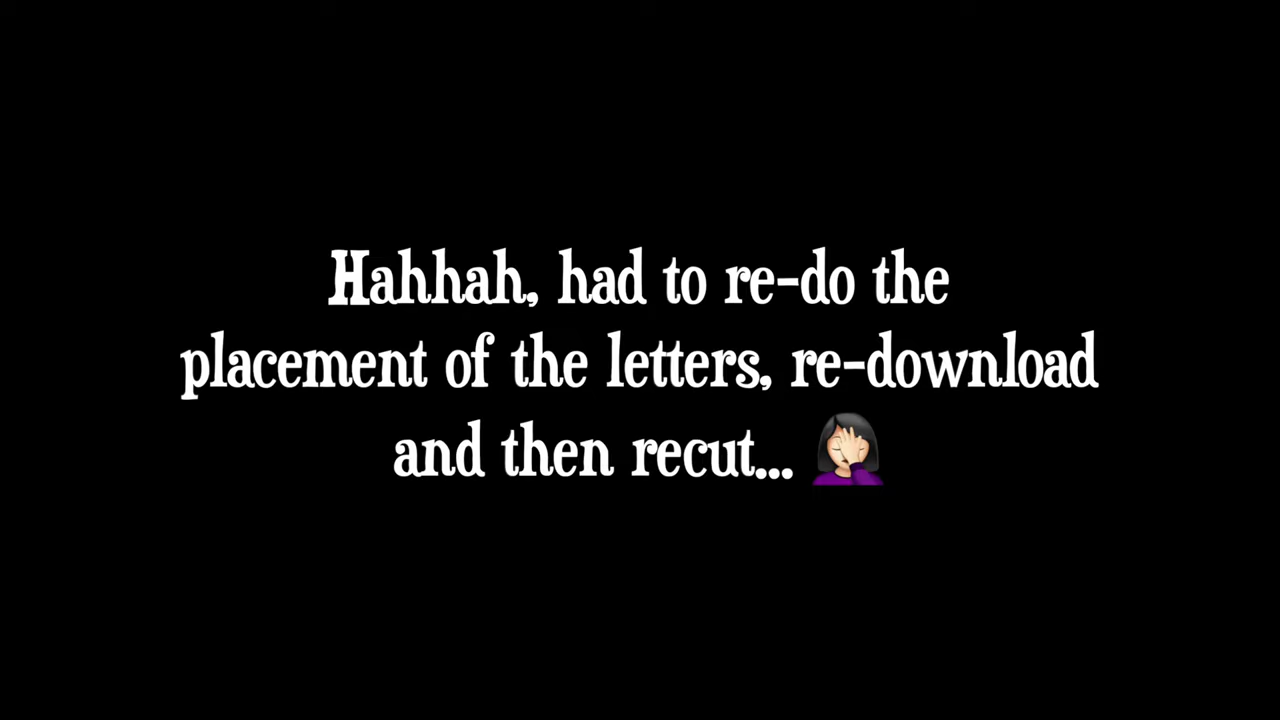 Hahhah, had to re-do the
placement of the letters, re-download
and then recut... 🤦🏻‍♀️